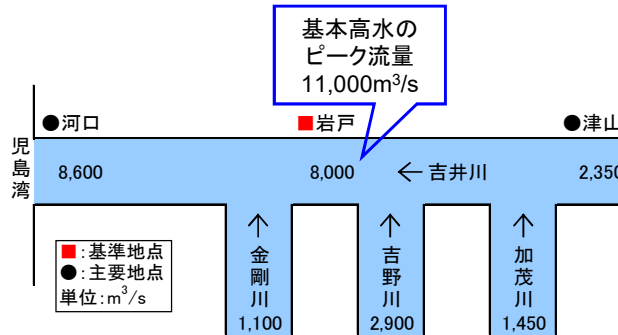 基本高水の
ピーク流量
11,000m³/s
●河口
■岩戸
●津山
児島湾
8,600
8,000
←吉井川
2,350
↑
金剛川
1,100
↑
吉野川
2,900
↑
加茂川
1,450
■:基準地点
●:主要地点
単位:m³/s